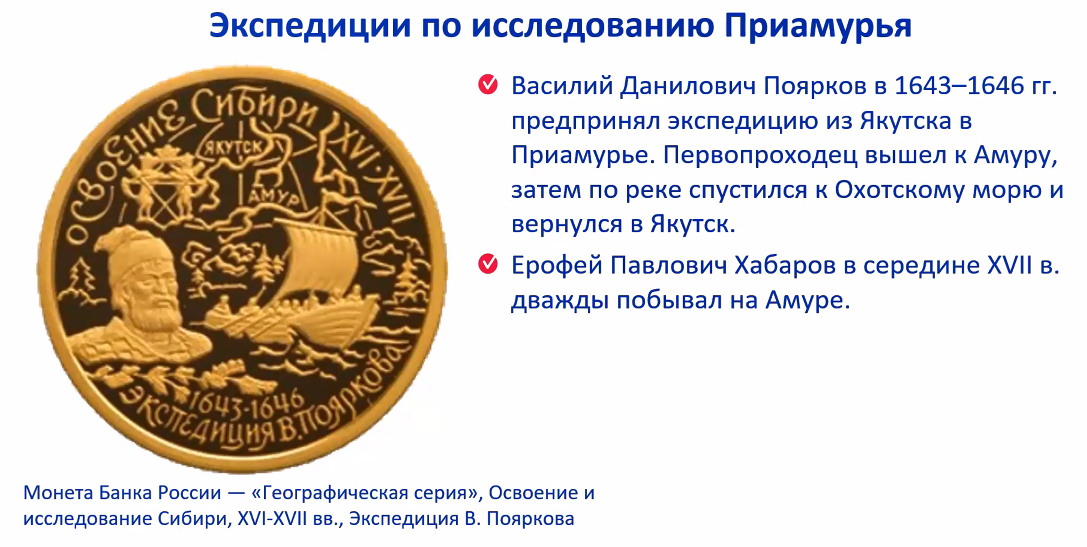 Экспедиции по исследованию Приамурья
ОСВОЕНИЕ СИБИРИ XVI-XVII
ЯКУТСК
АМУР
1643-1646
ЭКСПЕДИЦИЯ В. ПОЯРКОВА
Василий Данилович Поярков в 1643–1646 гг.
предпринял экспедицию из Якутска в
Приамурье. Первопроходец вышел к Амуру,
затем по реке спустился к Охотскому морю и
вернулся в Якутск.
Ерофей Павлович Хабаров в середине XVII в.
дважды побывал на Амуре.
Монета Банка России — «Географическая серия», Освоение и
исследование Сибири, XVI-XVII вв., Экспедиция В. Пояркова